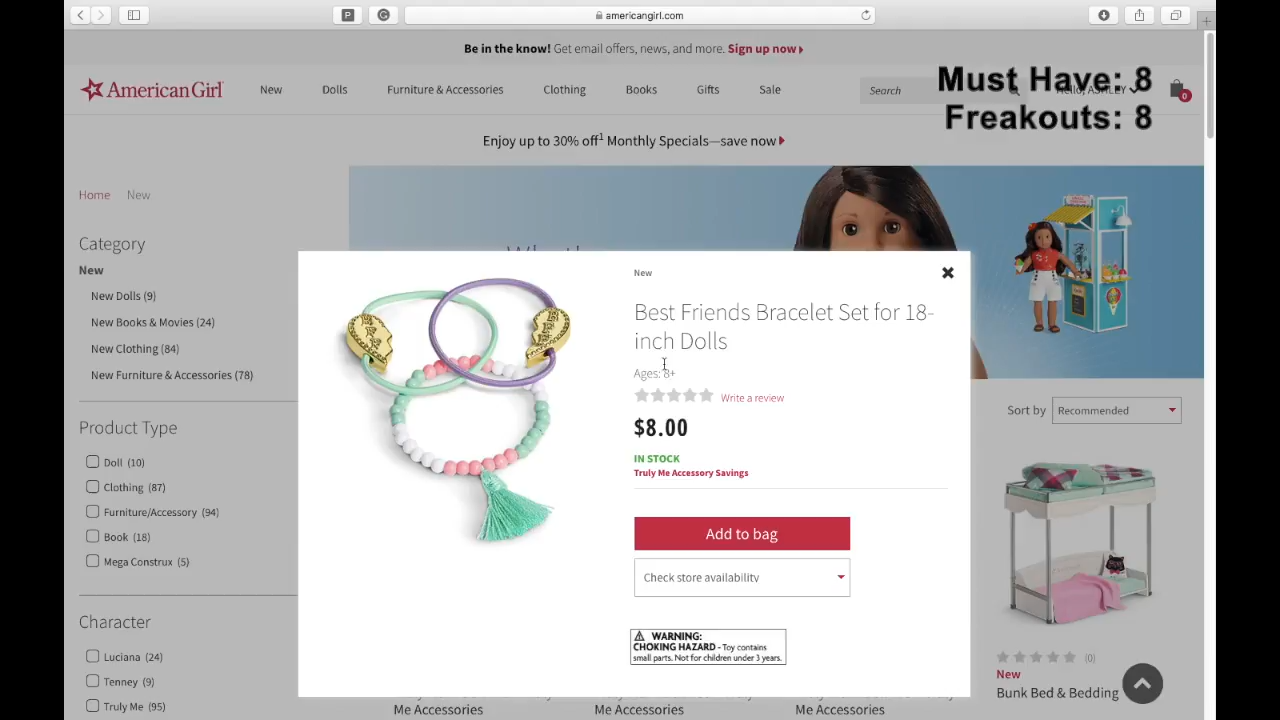 P
americangirl.com
Be in the know! Get email offers, news, and more. Sign up now
AmericanGirl
New
Dolls
Furniture & Accessories
Clothing
Books
Gifts
Sale
Search
Hello, ASHLEY
0
Must Have: 8
Freakouts: 8
Enjoy up to 30% off1 Monthly Specials—save now
Home New
Category
New
New Dolls (9)
New Books & Movies (24)
New Clothing (84)
New Furniture & Accessories (78)
Product Type
Doll (10)
Clothing (87)
Furniture/Accessory (94)
Book (18)
Mega Construx (5)
Character
Luciana (24)
Tenney (9)
Truly Me (95)
New
Best Friends Bracelet Set for 18-
inch Dolls
Ages: 8+
Write a review
$8.00
IN STOCK
Truly Me Accessory Savings
Add to bag
Check store availability
WARNING:
CHOKING HAZARD - Toy contains
small parts. Not for children under 3 years.
Sort by Recommended
(0)
New
Bunk Bed & Bedding
Me Accessories
Me Accessories
Me Accessories